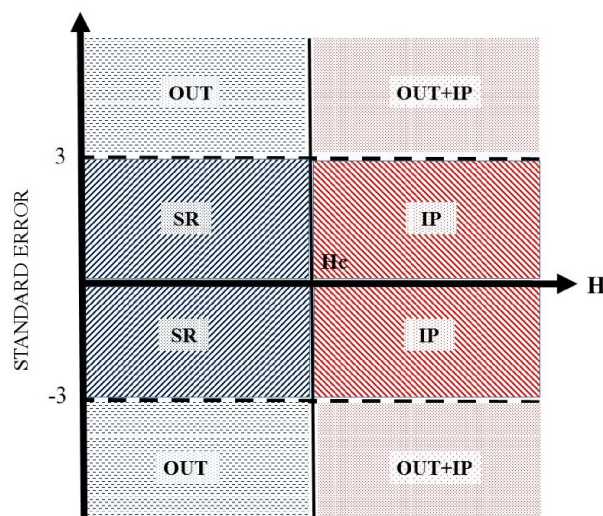 OUT OUT+IP
3
SR IP
Hc
H
STANDARD ERROR
SR IP
-3
OUT OUT+IP